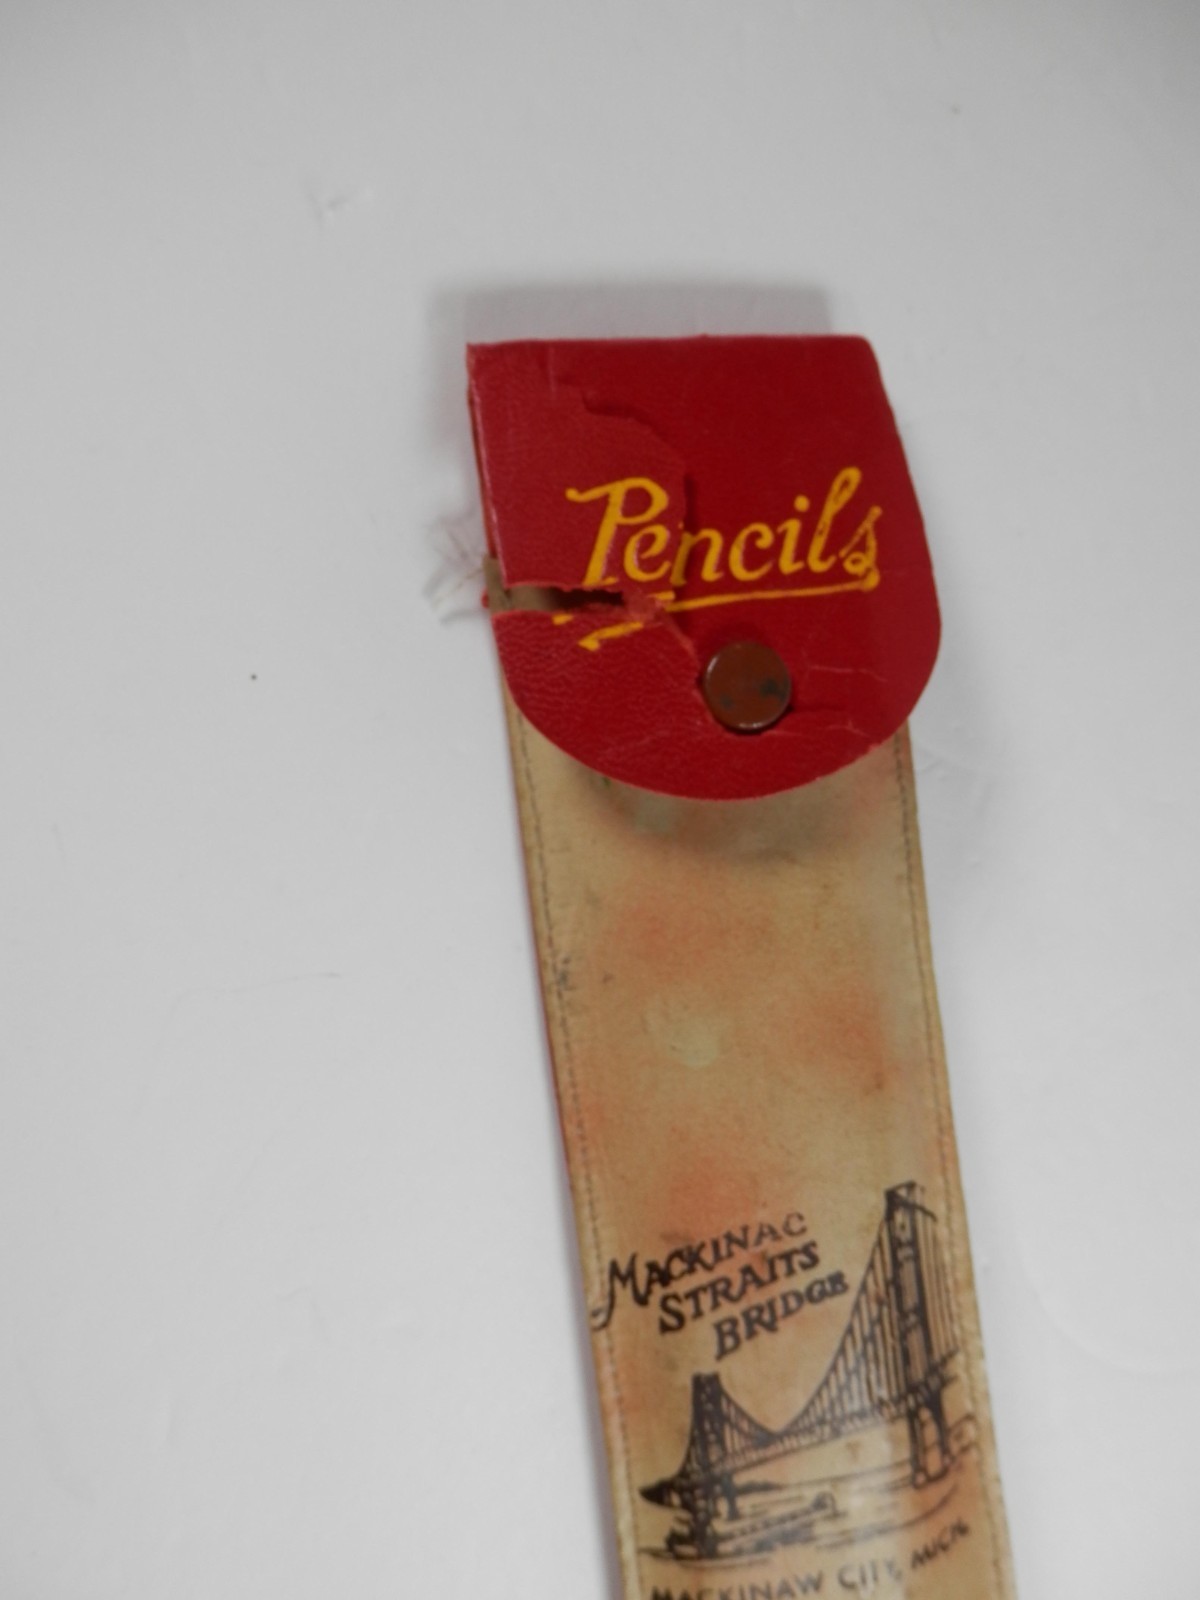 Pencils
MACKINAC
STRAITS
BRIDGE
MACKINAW CITY, MICH